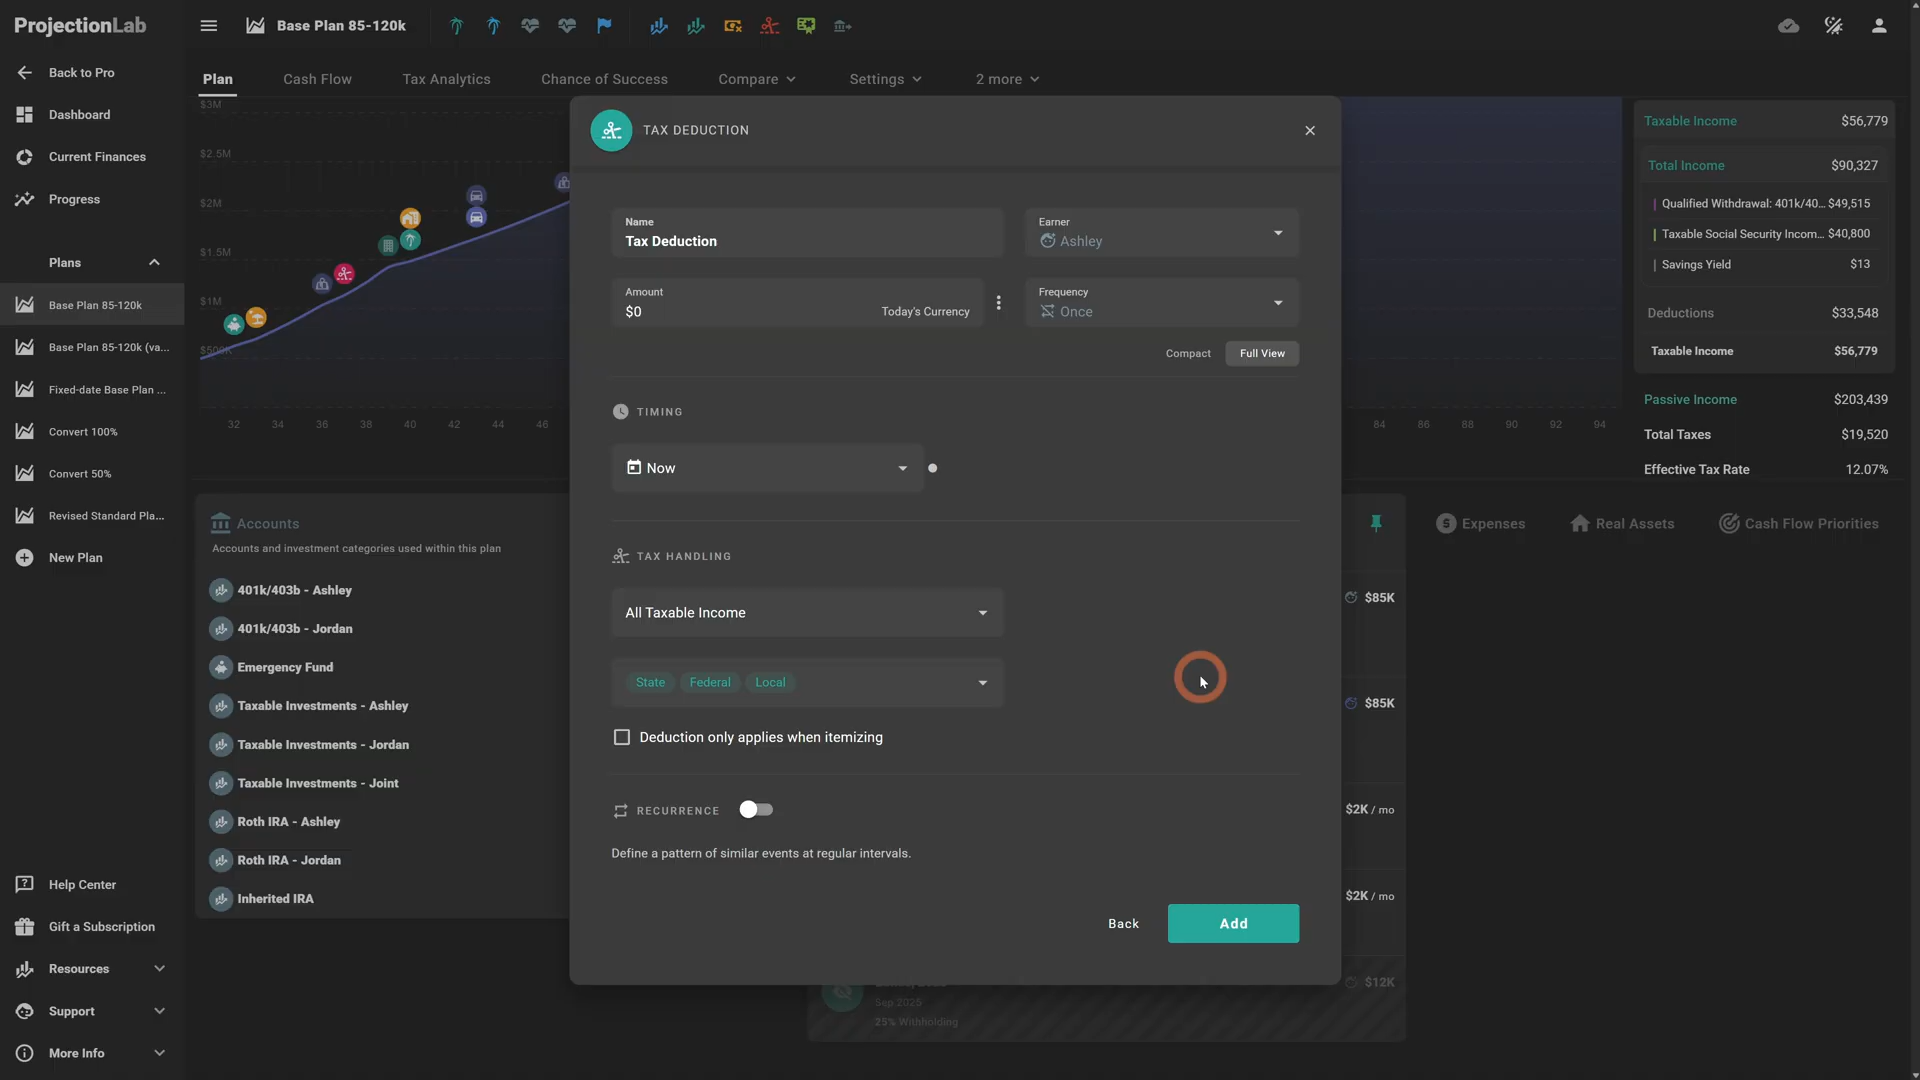 ProjectionLab
Base Plan 85-120k
Back to Pro
Dashboard
Current Finances
Progress
Plans
Base Plan 85-120k
Base Plan 85-120k (va...
Fixed-date Base Plan ...
Convert 100%
Convert 50%
Revised Standard Pla...
New Plan
Help Center
Gift a Subscription
Resources
Support
More Info
Plan
Cash Flow
Tax Analytics
Chance of Success
Compare
Settings
2 more
$3M
$2.5M
$2M
$1.5M
$1M
$500K
32 34 36 38 40 42 44 46
84 86 88 90 92 94
Accounts
Accounts and investment categories used within this plan
401k/403b - Ashley
401k/403b - Jordan
Emergency Fund
Taxable Investments - Ashley
Taxable Investments - Jordan
Taxable Investments - Joint
Roth IRA - Ashley
Roth IRA - Jordan
Inherited IRA
TAX DEDUCTION
Name
Tax Deduction
Earner
Ashley
Amount
$0
Today's Currency
Frequency
Once
Compact
Full View
TIMING
Now
TAX HANDLING
All Taxable Income
State Federal Local
Deduction only applies when itemizing
RECURRENCE
Define a pattern of similar events at regular intervals.
Back
Add
Taxable Income $56,779
Total Income $90,327
Qualified Withdrawal: 401k/40... $49,515
Taxable Social Security Incom... $40,800
Savings Yield $13
Deductions $33,548
Taxable Income $56,779
Passive Income $203,439
Total Taxes $19,520
Effective Tax Rate 12.07%
Expenses
Real Assets
Cash Flow Priorities
$85K
$85K
$2K / mo
$2K / mo
$12K
Sep 2025
25% Withholding